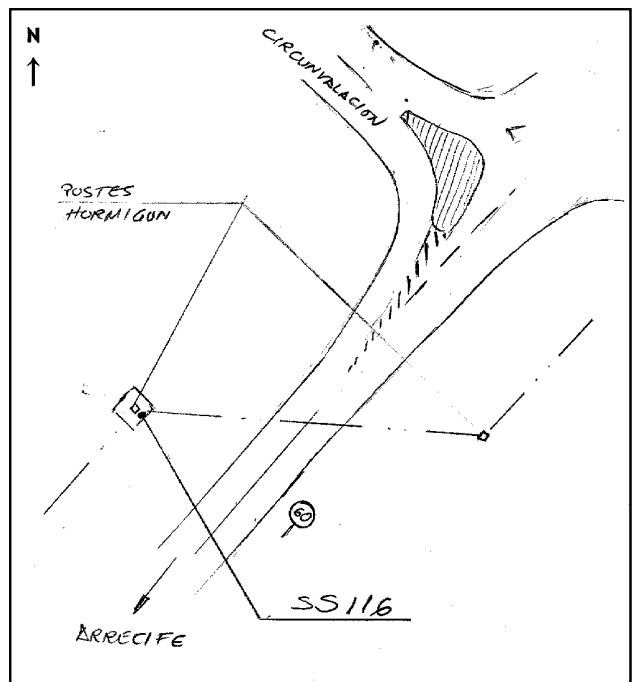 N
CIRCUNVALACION
POSTES
HORMIGON
60
SS116
ARRECIFE